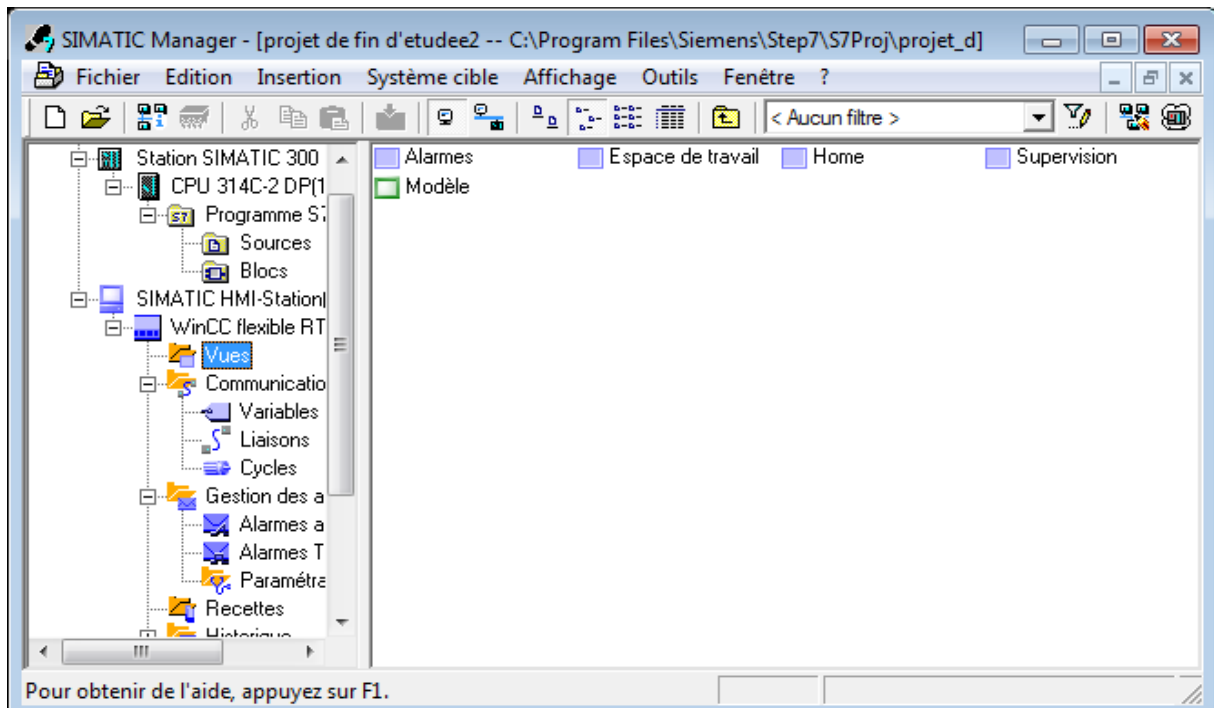 SIMATIC Manager - [projet de fin d'etudee2 -- C:\Program Files\Siemens\Step7\S7Proj\projet_d]
Fichier Edition Insertion Système cible Affichage Outils Fenêtre ?
< Aucun filtre >
Station SIMATIC 300
CPU 314C-2 DP(1
Programme S7
Sources
Blocs
SIMATIC HMI-Station(
WinCC flexible RT
Vues
Communicatio
Variables
Liaisons
Cycles
Gestion des a
Alarmes a
Alarmes T
Paramétra
Recettes
Historique
Alarmes Espace de travail Home Supervision
Modèle
Pour obtenir de l'aide, appuyez sur F1.